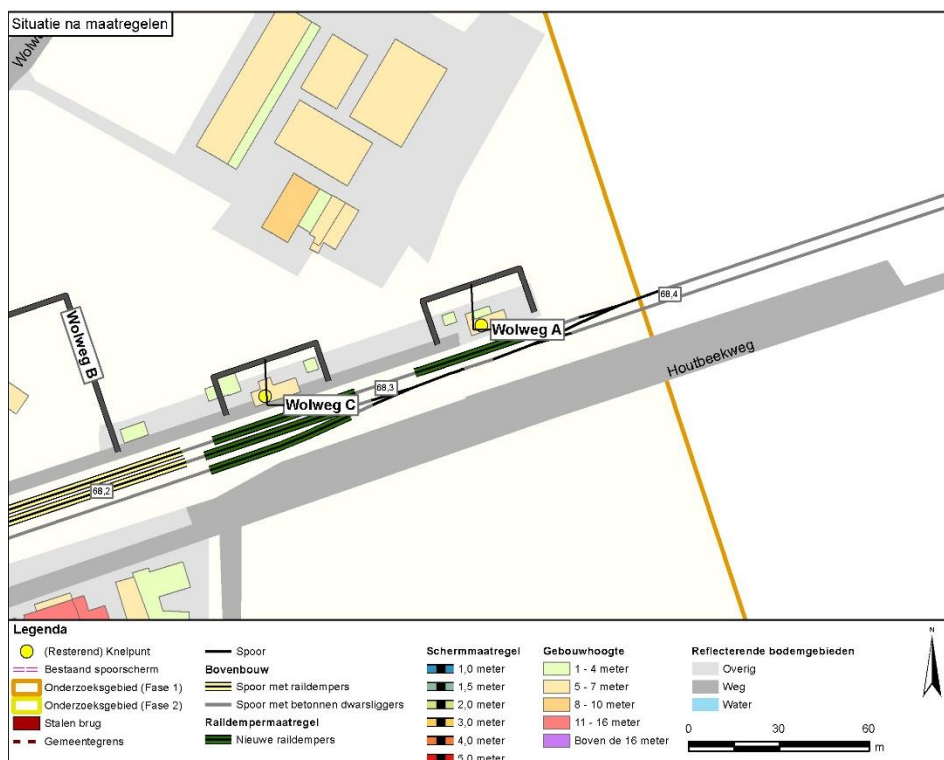 Situatie na maatregelen
Wolwe
Wolweg A
68,4
Houtbeekweg
Wolweg B
68,3
Wolweg C
68,2
Legenda
(Resterend) Knelpunt
Bestaand spoorscherm
Onderzoeksgebied (Fase 1)
Onderzoeksgebied (Fase 2)
Stalen brug
Gemeentegrens
Spoor
Bovenbouw
Spoor met raildempers
Spoor met betonnen dwarsliggers
Raildempermaatregel
Nieuwe raildempers
Schermmaatregel
1,0 meter
1,5 meter
2,0 meter
3,0 meter
4,0 meter
5,0 meter
Gebouwhoogte
1 - 4 meter
5 - 7 meter
8 - 10 meter
11 - 16 meter
Boven de 16 meter
Reflecterende bodemgebieden
Overig
Weg
Water
N
0 30 60
m